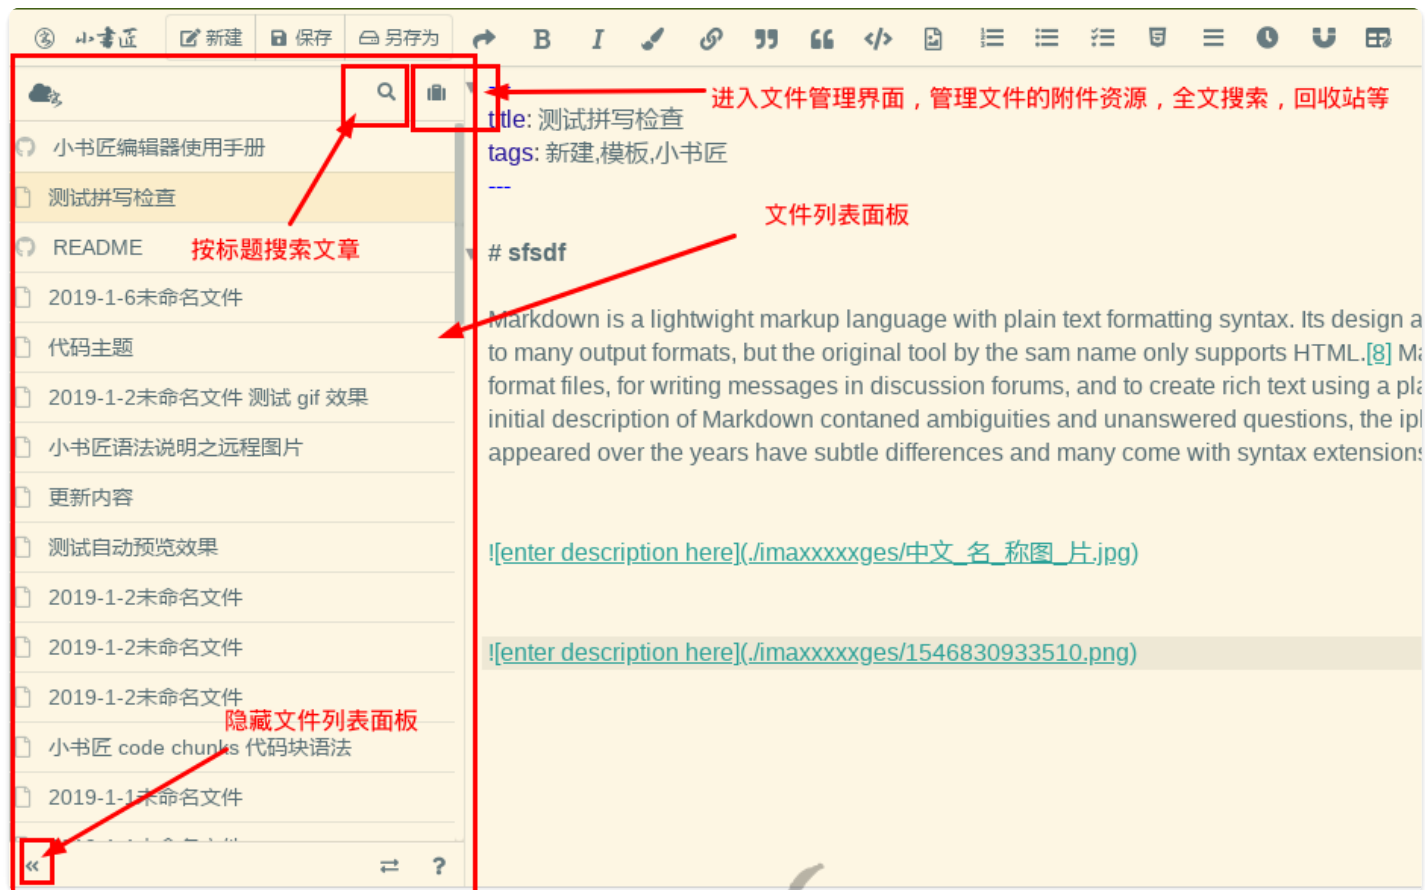 小书匠 新建 保存 另存为
进入文件管理界面，管理文件的附件资源，全文搜索，回收站等
小书匠编辑器使用手册
测试拼写检查
按标题搜索文章
README
2019-1-6未命名文件
代码主题
2019-1-2未命名文件 测试 gif 效果
小书匠语法说明之远程图片
更新内容
测试自动预览效果
2019-1-2未命名文件
2019-1-2未命名文件
2019-1-2未命名文件
隐藏文件列表面板
小书匠 code chunks 代码块语法
2019-1-1未命名文件
title: 测试拼写检查
tags: 新建,模板,小书匠
---
文件列表面板
# sfsdf
Markdown is a lightwight markup language with plain text formatting syntax. Its design a
to many output formats, but the original tool by the sam name only supports HTML.[8] Ma
format files, for writing messages in discussion forums, and to create rich text using a pla
initial description of Markdown contaned ambiguities and unanswered questions, the ipl
appeared over the years have subtle differences and many come with syntax extensions
![enter description here](./imaxxxxxges/中文_名_称图_片.jpg)
![enter description here](./imaxxxxxges/1546830933510.png)